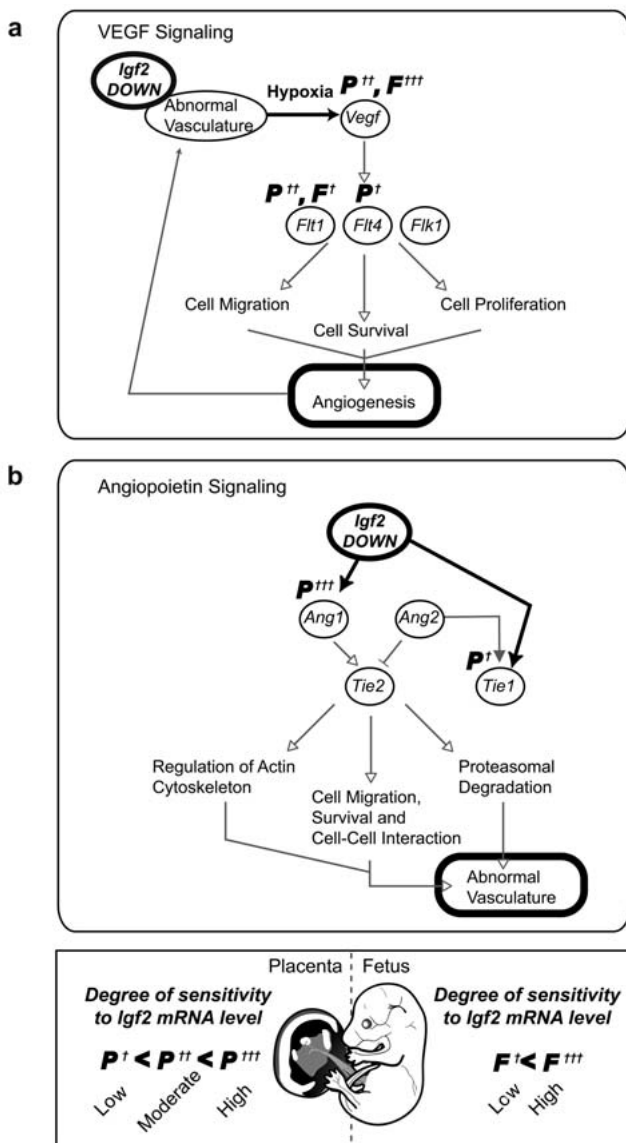 a
VEGF Signaling
Igf2
DOWN
Abnormal
Vasculature
Hypoxia
P ††, F†††
Vegf
P ††, F†
P†
Flt1
Flt4
Flk1
Cell Migration
Cell Proliferation
Cell Survival
Angiogenesis
b
Angiopoietin Signaling
Igf2
DOWN
P†††
Ang1
Ang2
P†
Tie2
Tie1
Regulation of Actin
Cytoskeleton
Proteasomal
Degradation
Cell Migration,
Survival and
Cell-Cell Interaction
Abnormal
Vasculature
Placenta
Fetus
Degree of sensitivity
to Igf2 mRNA level
Degree of sensitivity
to Igf2 mRNA level
P† < P†† < P†††
F† < F†††
Low
Moderate
High
Low
High